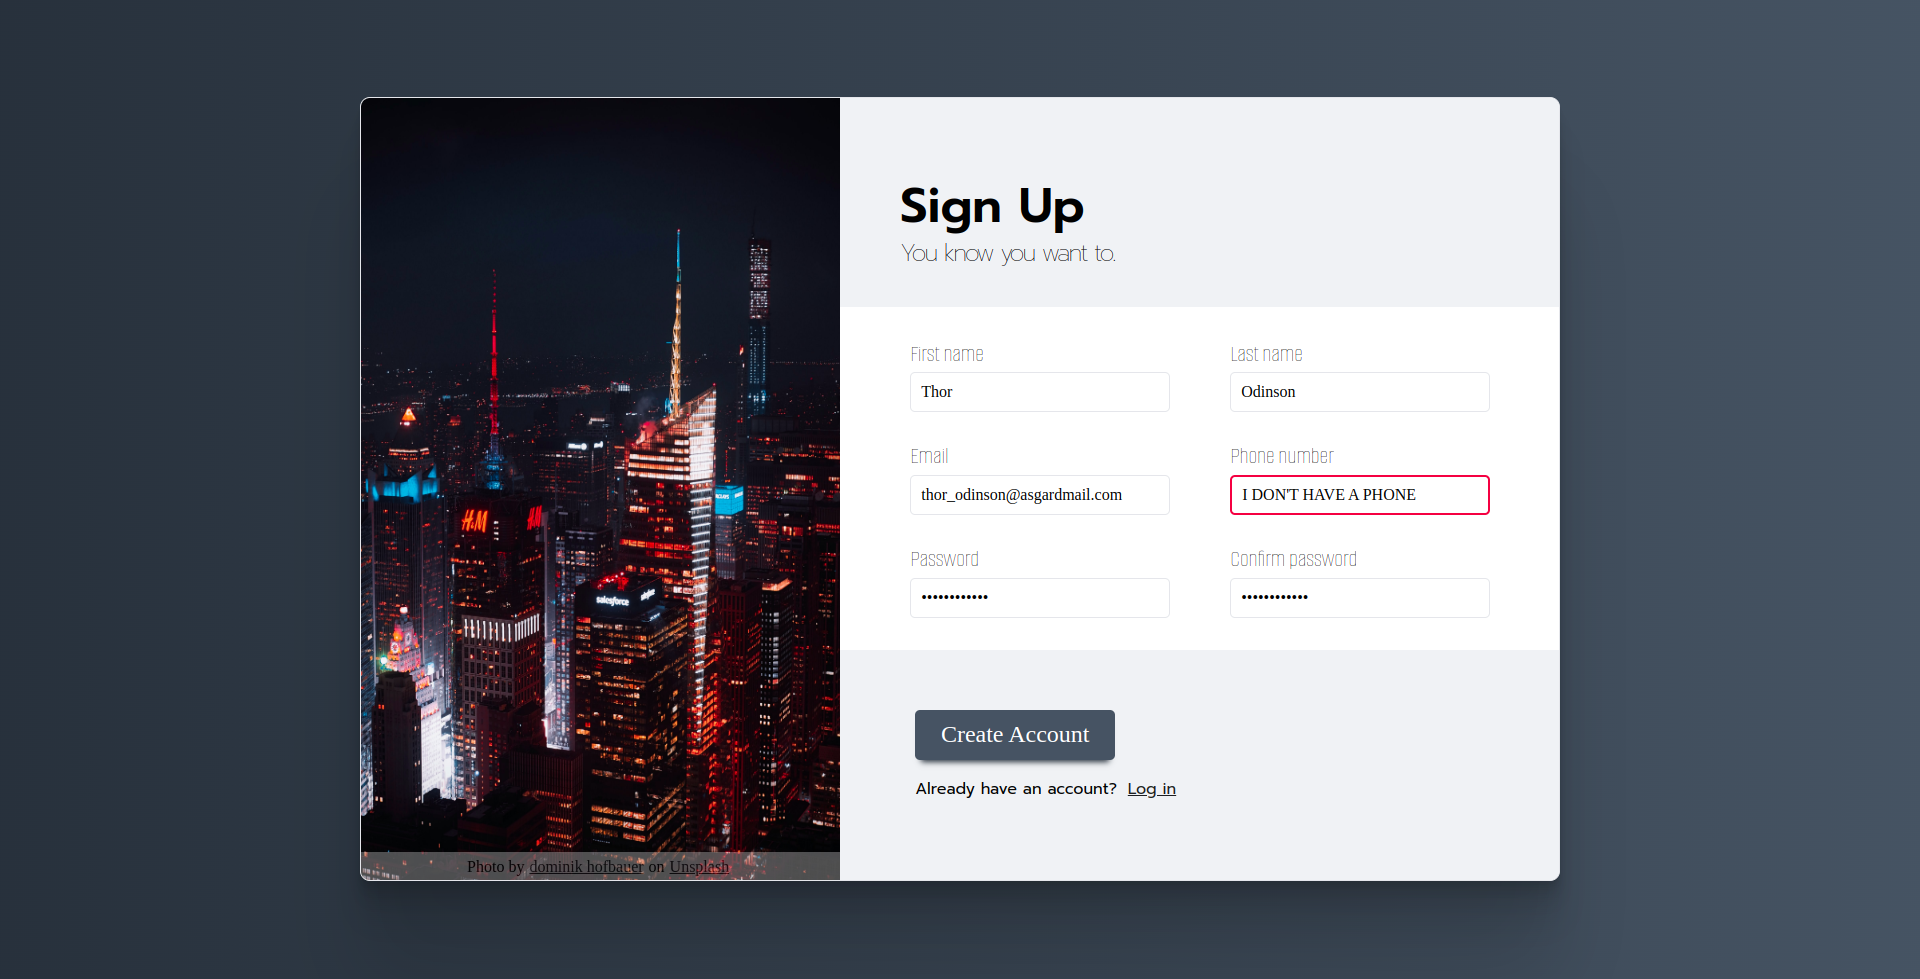 Sign Up
You know you want to.
First name
Last name
Thor
Odinson
Email
Phone number
thor_odinson@asgardmail.com
I DON'T HAVE A PHONE
Password
Confirm password
••••••••••••
••••••••••••
Create Account
Already have an account? Log in
H&M
salesforce
Photo by dominik hofbauer on Unsplash